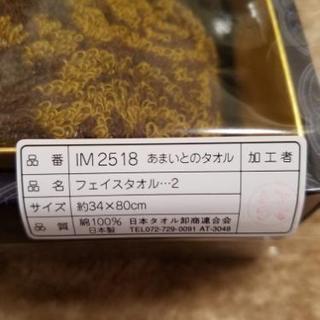 品番 IM2518 あまいとのタオル 加工者
品名 フェイスタオル…2
サイズ 約34×80cm
品質 綿100% 日本タオル卸商連合会
日本製 TEL072-729-0091 AT-3048